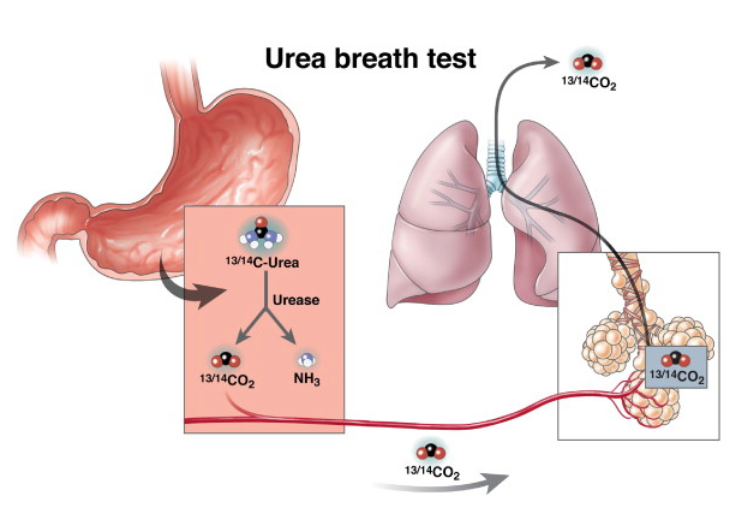 Urea breath test
13/14CO2
13/14C-Urea
Urease
13/14CO2
NH3
13/14CO2
13/14CO2